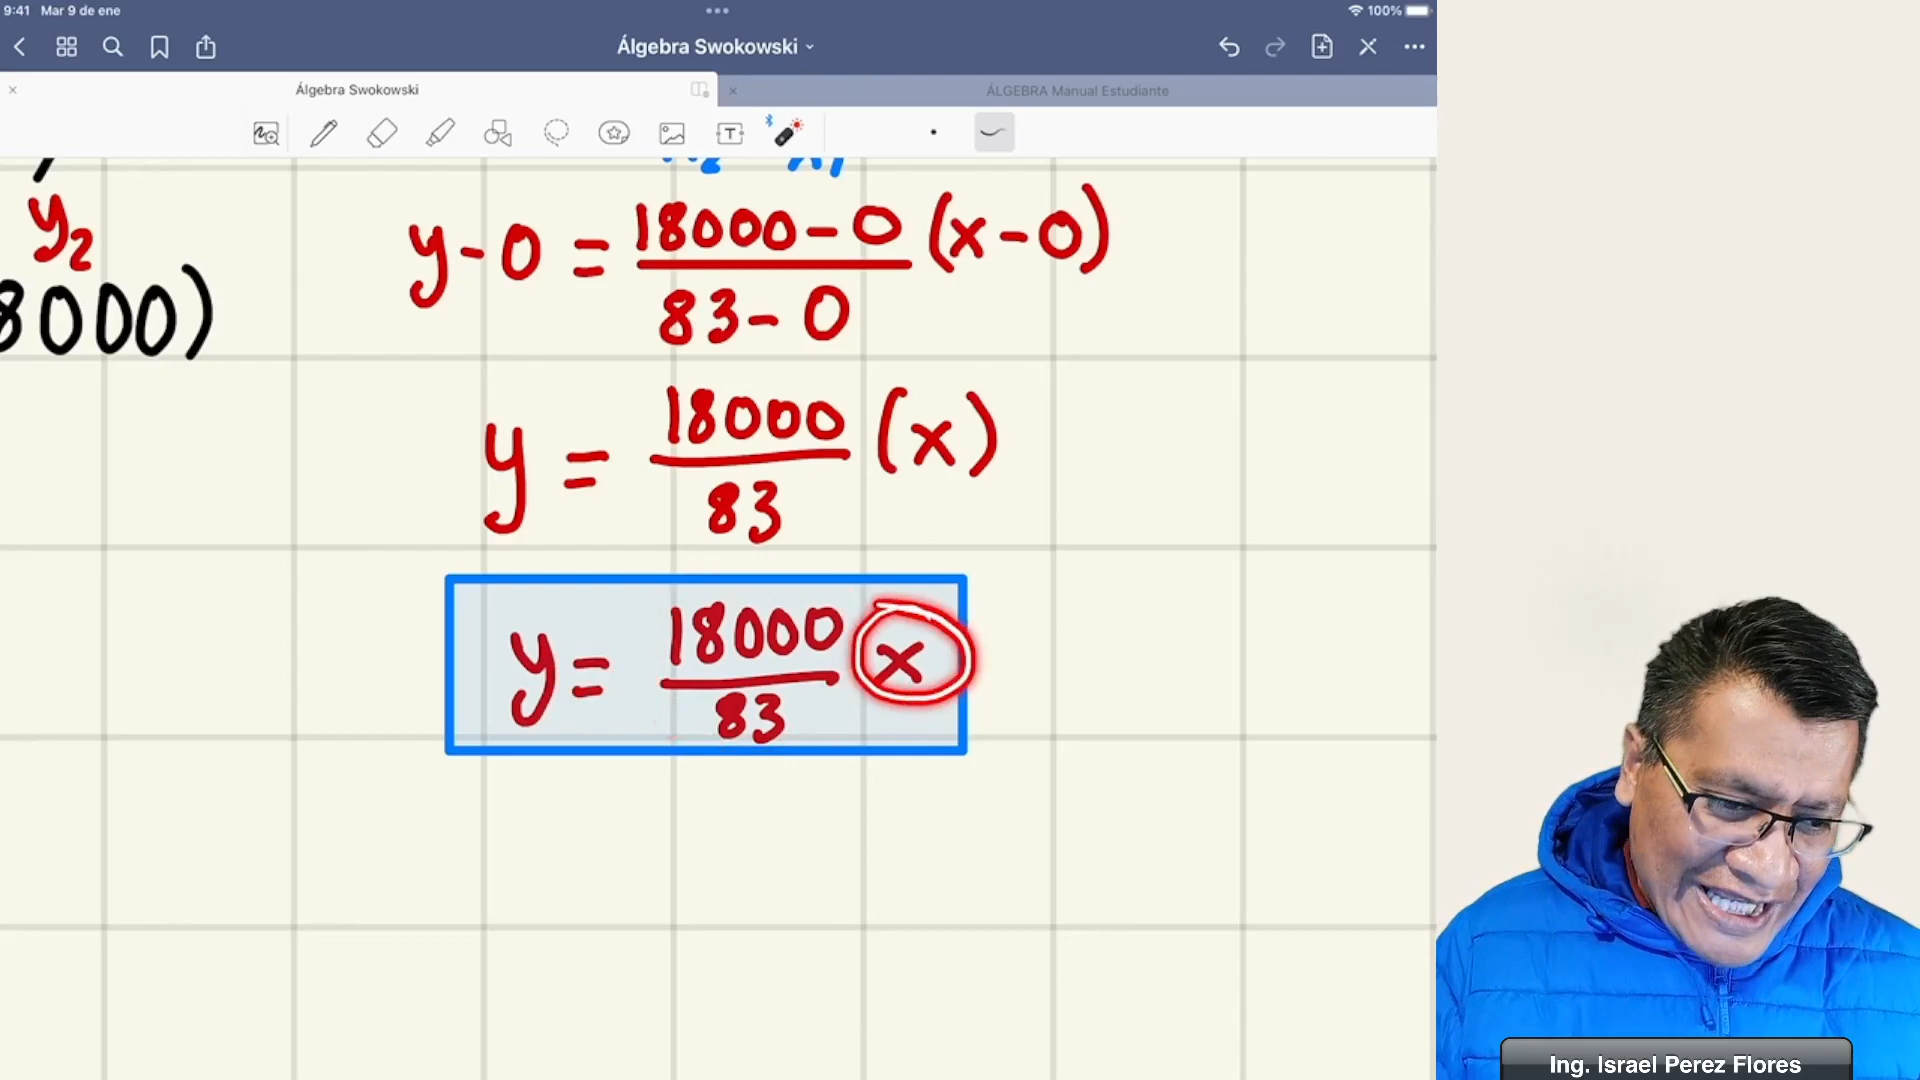 9:41 Mar 9 de ene
100%
Álgebra Swokowski
Álgebra Swokowski
ÁLGEBRA Manual Estudiante
T
y2
8000)
y-0 = 18000-0 (x-0)
83-0
y = 18000 (x)
83
y = 18000 x
83
Ing. Israel Perez Flores